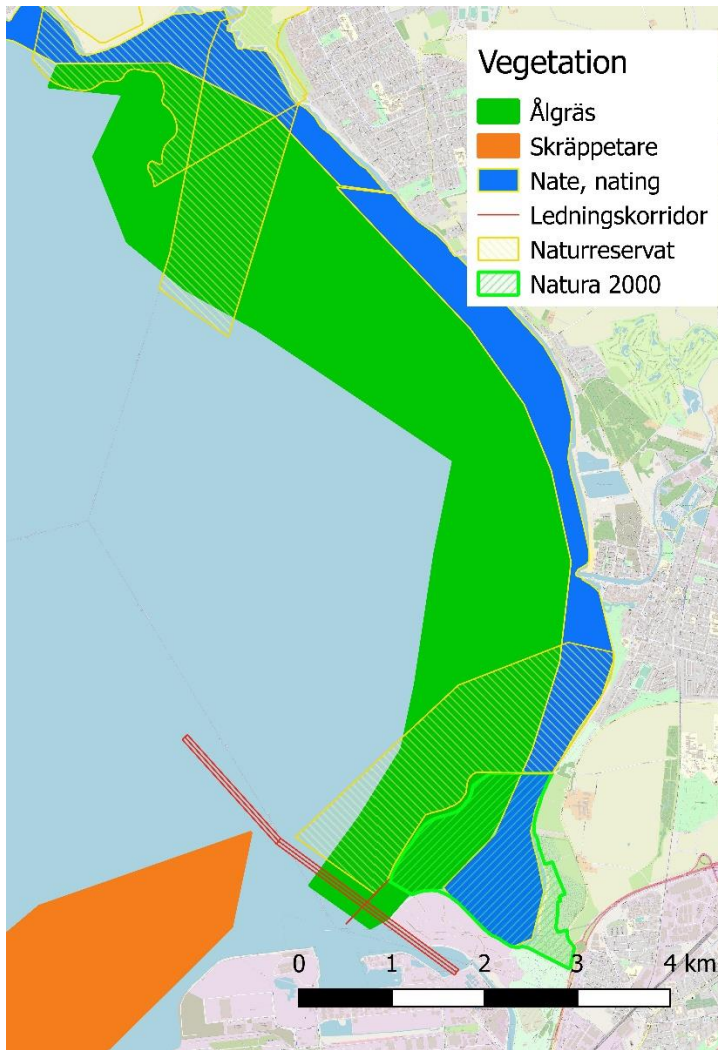 Vegetation
Ålgräs
Skräppetare
Nate, nating
Ledningskorridor
Naturreservat
Natura 2000
0 1 2 3 4 km